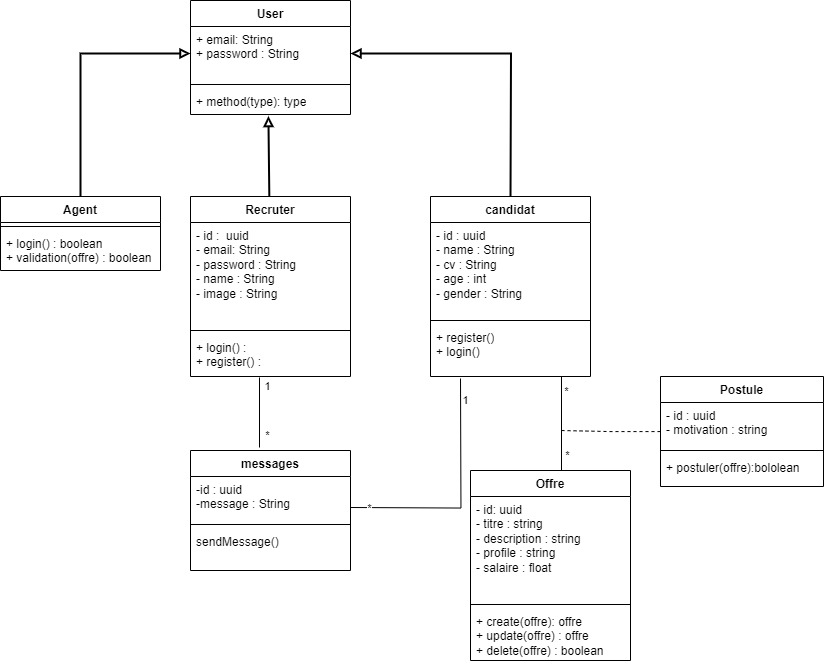 User
+ email: String
+ password : String
+ method(type): type
Agent
+ login() : boolean
+ validation(offre) : boolean
Recruter
- id :  uuid
- email: String
- password : String
- name : String
- image : String
+ login() :
+ register() :
candidat
- id : uuid
- name : String
- cv : String
- age : int
- gender : String
+ register()
+ login()
1
*
1
*
*
*
Postule
- id : uuid
- motivation : string
+ postuler(offre):bololean
messages
-id : uuid
-message : String
sendMessage()
Offre
- id: uuid
- titre : string
- description : string
- profile : string
- salaire : float
+ create(offre): offre
+ update(offre) : offre
+ delete(offre) : boolean